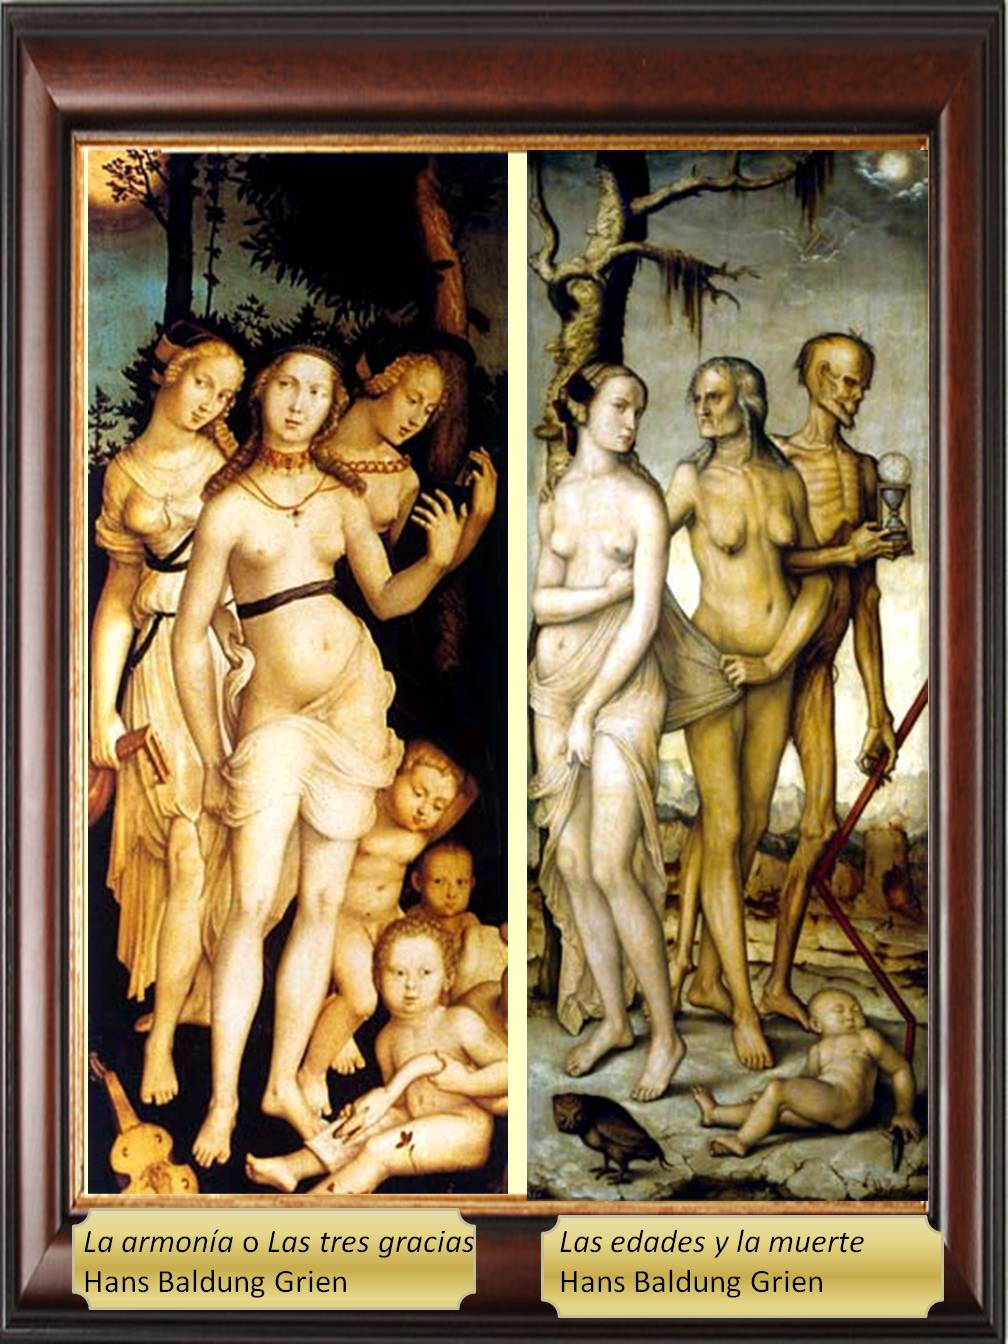 La armonía o Las tres gracias
Hans Baldung Grien
Las edades y la muerte
Hans Baldung Grien